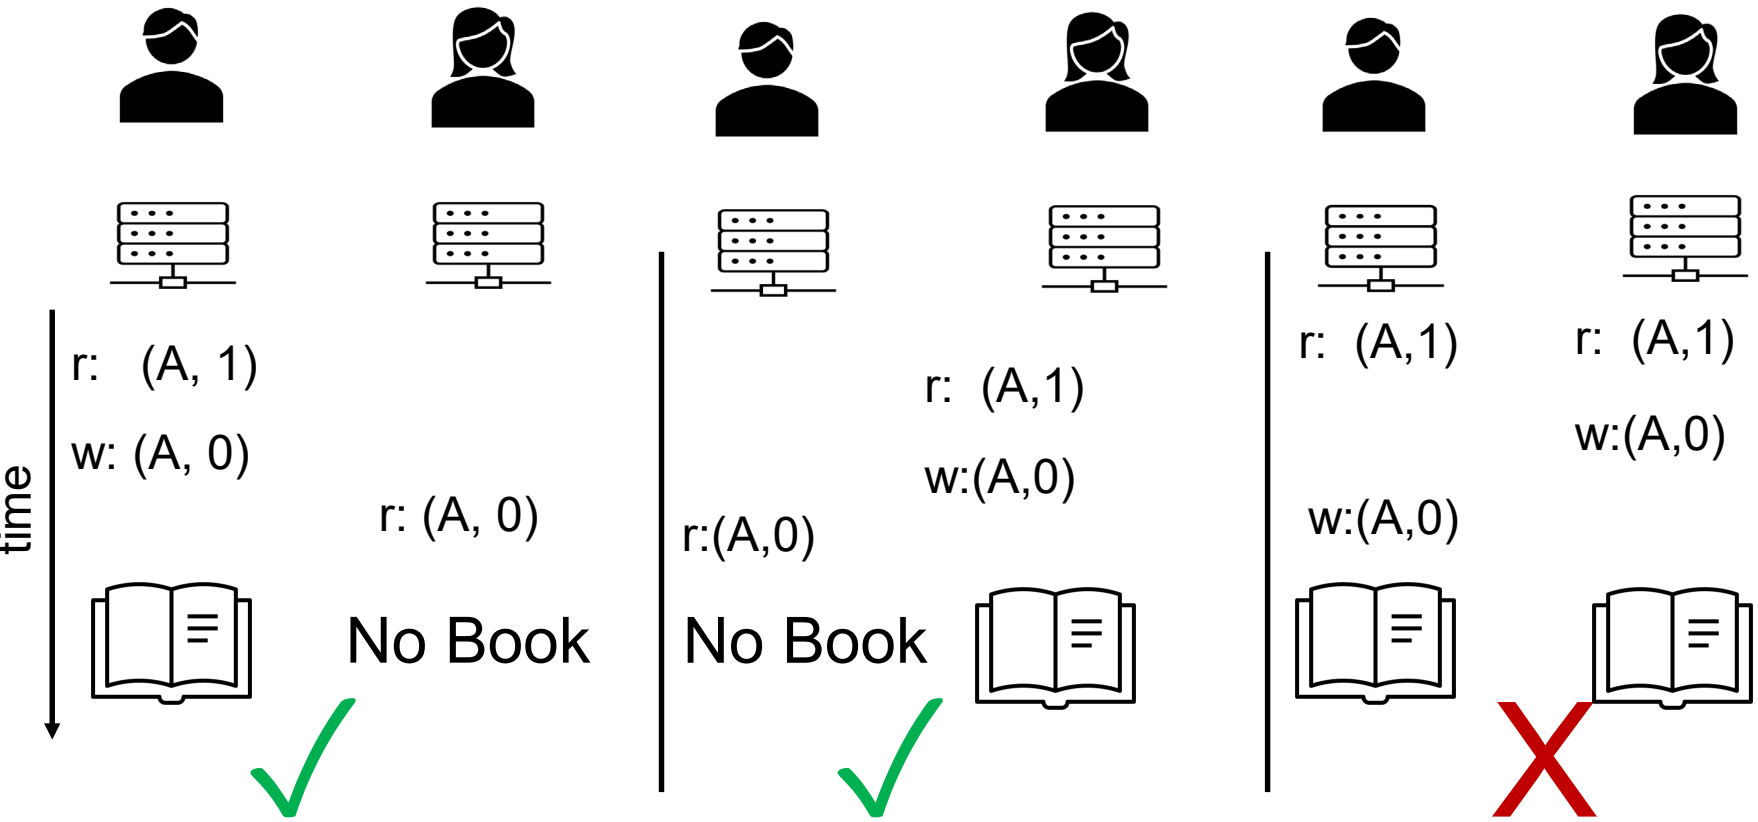 time
r: (A, 1)
w: (A, 0)
r: (A, 0)
No Book
r: (A,1)
w:(A,0)
r:(A,0)
No Book
r: (A,1)
r: (A,1)
w:(A,0)
w:(A,0)